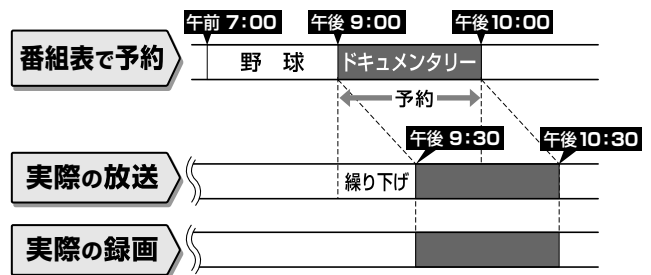 午前 7:00 午後 9:00 午後10:00
番組表で予約 野 球 ドキュメンタリー
予約
午後 9:30 午後10:30
実際の放送 繰り下げ
実際の録画